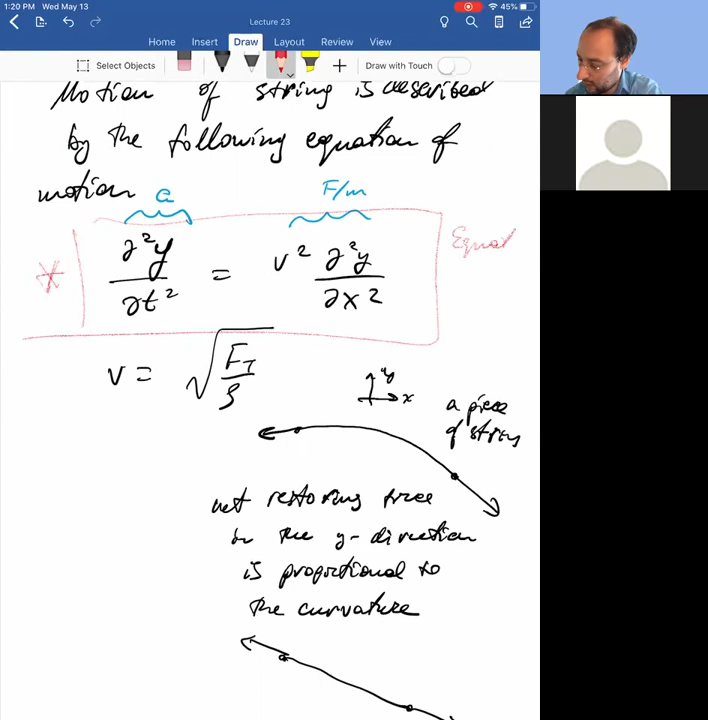 1:20 PM Wed May 13
45%
Lecture 23
Home Insert Draw Layout Review View
Select Objects
Draw with Touch
Motion of string is described
by the following equation of
motion
a F/m
* ∂²y/∂t² = v² ∂²y/∂x²
v = √(F_T/ρ)
y
x
a piece
of string
net restoring force
in the y-direction
is proportional to
the curvature